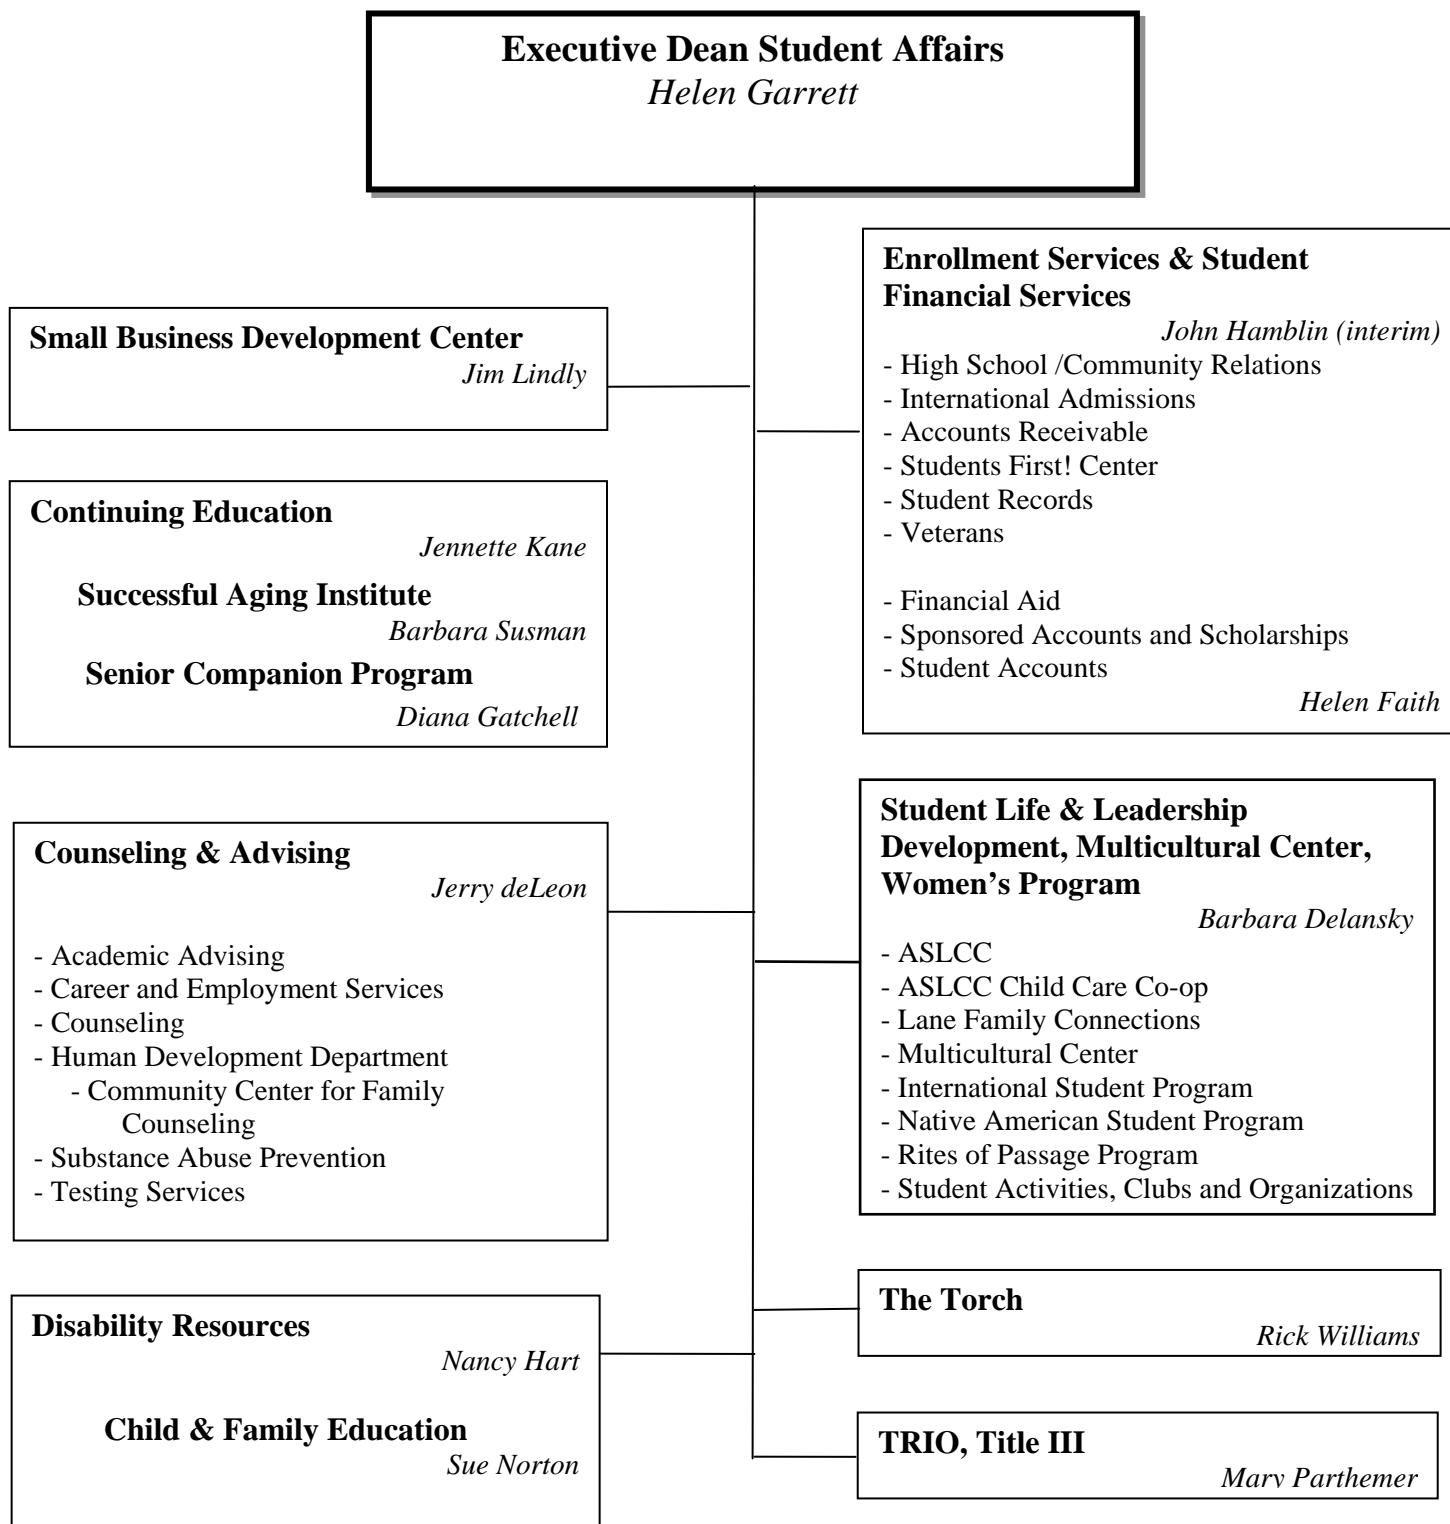 Executive Dean Student Affairs
Helen Garrett
Small Business Development Center
Jim Lindly
Continuing Education
Jennette Kane
Successful Aging Institute
Barbara Susman
Senior Companion Program
Diana Gatchell
Counseling & Advising
Jerry deLeon
- Academic Advising
- Career and Employment Services
- Counseling
- Human Development Department
- Community Center for Family
Counseling
- Substance Abuse Prevention
- Testing Services
Disability Resources
Nancy Hart
Child & Family Education
Sue Norton
Enrollment Services & Student
Financial Services
John Hamblin (interim)
- High School /Community Relations
- International Admissions
- Accounts Receivable
- Students First! Center
- Student Records
- Veterans
- Financial Aid
- Sponsored Accounts and Scholarships
- Student Accounts
Helen Faith
Student Life & Leadership
Development, Multicultural Center,
Women’s Program
Barbara Delansky
- ASLCC
- ASLCC Child Care Co-op
- Lane Family Connections
- Multicultural Center
- International Student Program
- Native American Student Program
- Rites of Passage Program
- Student Activities, Clubs and Organizations
The Torch
Rick Williams
TRIO, Title III
Mary Parthemer